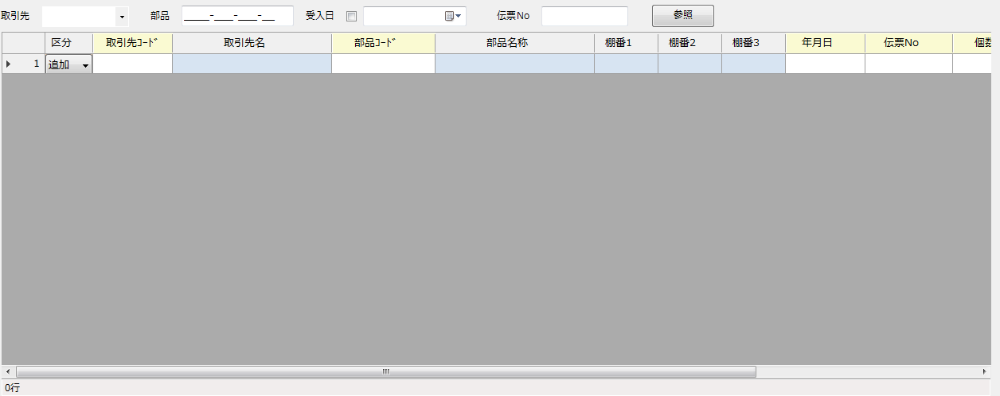 取引先 部品 _____-____-____-___ 受入日 伝票No 参照
区分 取引先ｺｰﾄﾞ 取引先名 部品ｺｰﾄﾞ 部品名称 棚番1 棚番2 棚番3 年月日 伝票No 個数
1 追加
0行